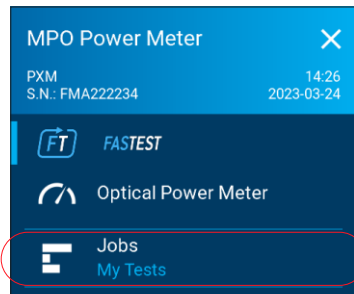 MPO Power Meter
PXM
14:26
S.N.: FMA222234
2023-03-24
FT FASTEST
Optical Power Meter
Jobs
My Tests